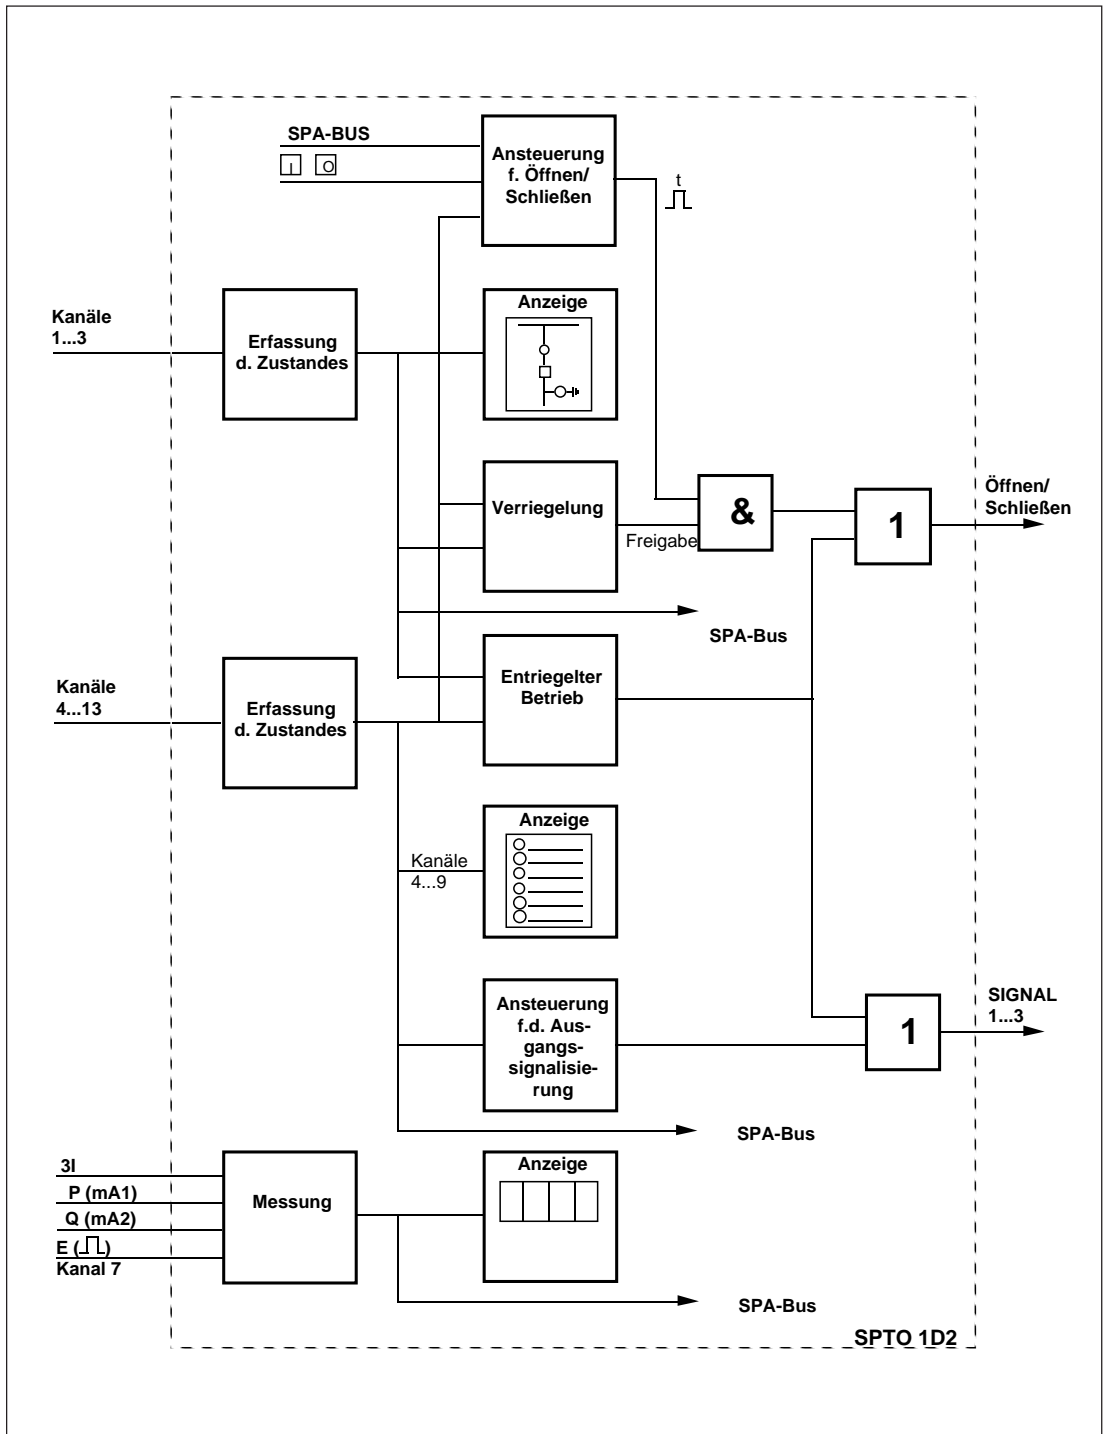 SPA-BUS
I O
Ansteuerung
f. Öffnen/
Schließen
t
Kanäle
1...3
Erfassung
d. Zustandes
Anzeige
Verriegelung
Freigabe
&
1
Öffnen/
Schließen
SPA-Bus
Kanäle
4...13
Erfassung
d. Zustandes
Entriegelter
Betrieb
Anzeige
Kanäle
4...9
Ansteuerung
f.d. Aus-
gangs-
signalisie-
rung
1
SIGNAL
1...3
SPA-Bus
3I
P (mA1)
Q (mA2)
E ( )
Kanal 7
Messung
Anzeige
SPA-Bus
SPTO 1D2